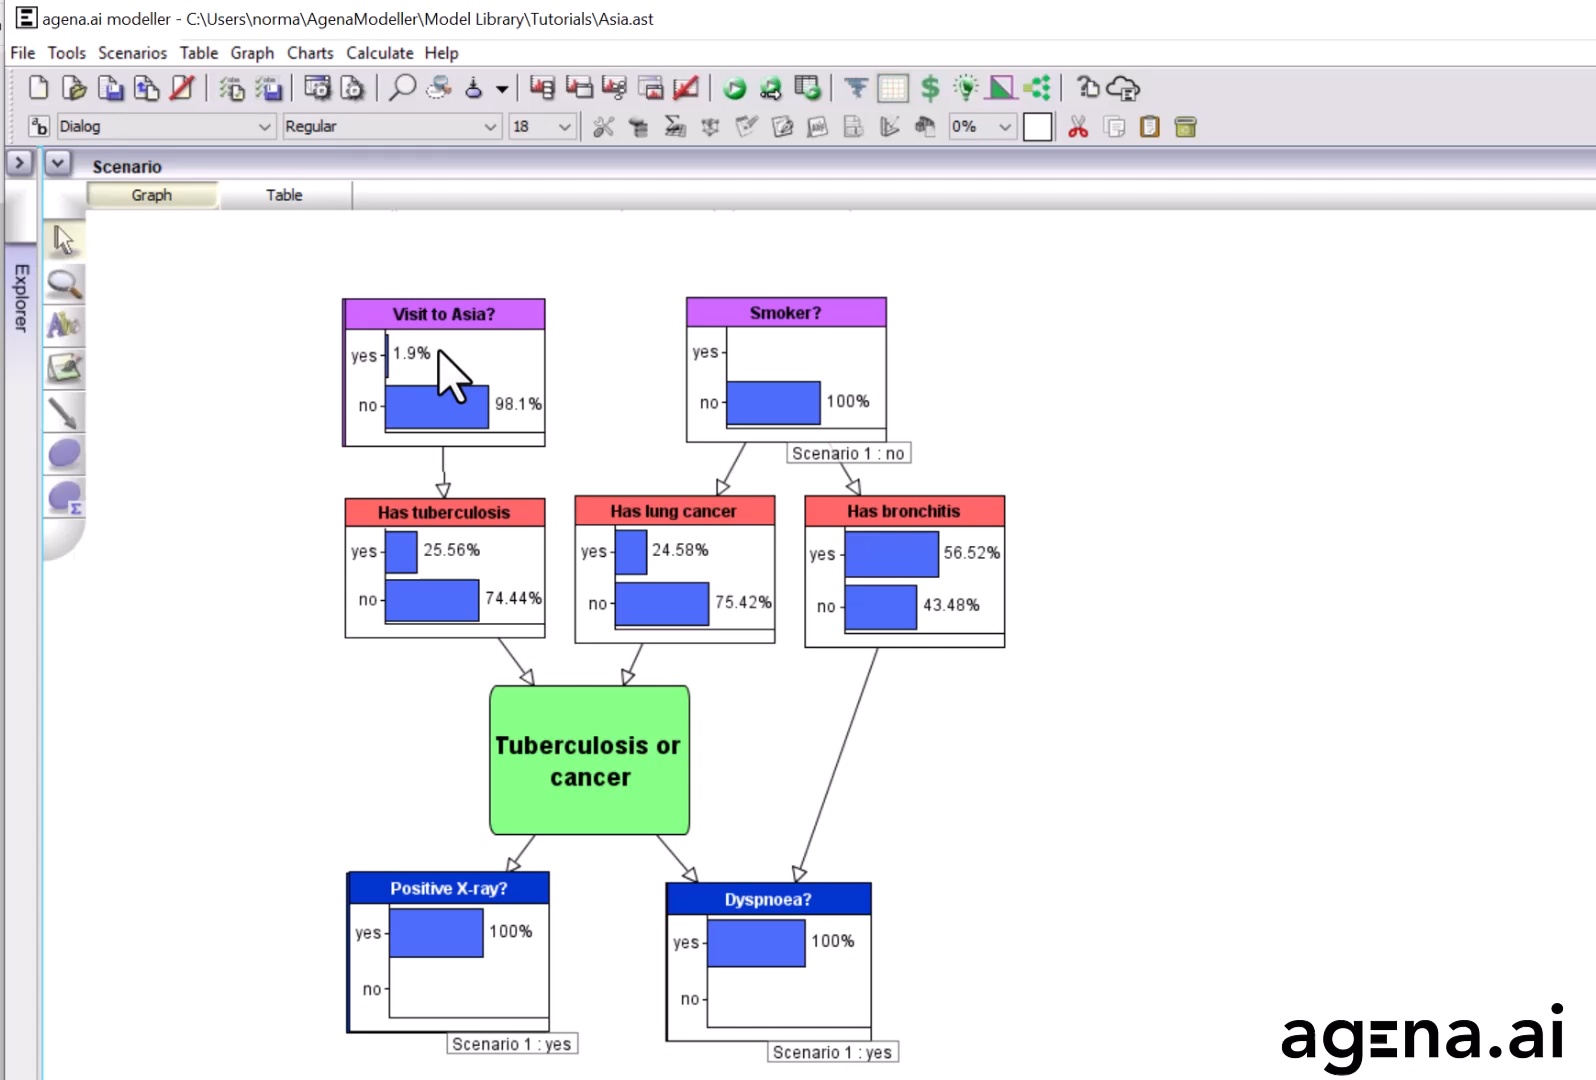 agena.ai modeller - C:\Users\norma\AgenaModeller\Model Library\Tutorials\Asia.ast
File Tools Scenarios Table Graph Charts Calculate Help
Dialog Regular 18 0%
Scenario
Graph Table
Explorer
Abc
Σ
Visit to Asia?
yes 1.9%
no 98.1%
Smoker?
yes
no 100%
Scenario 1 : no
Has tuberculosis
yes 25.56%
no 74.44%
Has lung cancer
yes 24.58%
no 75.42%
Has bronchitis
yes 56.52%
no 43.48%
Tuberculosis or
cancer
Positive X-ray?
yes 100%
no
Scenario 1 : yes
Dyspnoea?
yes 100%
no
Scenario 1 : yes
agena.ai